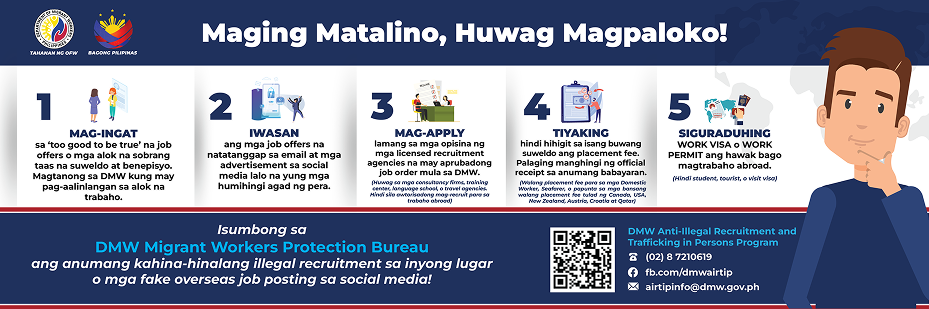 TAHANAN NG OFW
BAGONG PILIPINAS
Maging Matalino, Huwag Magpaloko!
1
MAG-INGAT
sa ‘too good to be true’ na job
offers o mga alok na sobrang
taas na suweldo at benepisyo.
Magtanong sa DMW kung may
pag-aalinlangan sa alok na
trabaho.
2
IWASAN
ang mga job offers na
natatanggap sa email at mga
advertisement sa social
media lalo na yung mga
humihingi agad ng pera.
3
MAG-APPLY
lamang sa mga opisina ng
mga licensed recruitment
agencies na may aprubadong
job order mula sa DMW.
(Huwag sa mga consultancy firms, training
center, language school, o travel agencies.
Hindi sila awtorisadong mag-recruit para sa
trabaho abroad)
4
TIYAKING
hindi hihigit sa isang buwang
suweldo ang placement fee.
Palaging manghingi ng official
receipt sa anumang babayaran.
(Walang placement fee para sa mga Domestic
Worker, Seafarer, o papunta sa mga bansang
walang placement fee tulad ng Canada, USA,
New Zealand, Austria, Croatia at Qatar)
5
SIGURADUHING
WORK VISA o WORK
PERMIT ang hawak bago
magtrabaho abroad.
(Hindi student, tourist, o visit visa)
Isumbong sa
DMW Migrant Workers Protection Bureau
ang anumang kahina-hinalang illegal recruitment sa inyong lugar
o mga fake overseas job posting sa social media!
DMW Anti-Illegal Recruitment and
Trafficking in Persons Program
(02) 8 7210619
fb.com/dmwairtip
airtipinfo@dmw.gov.ph